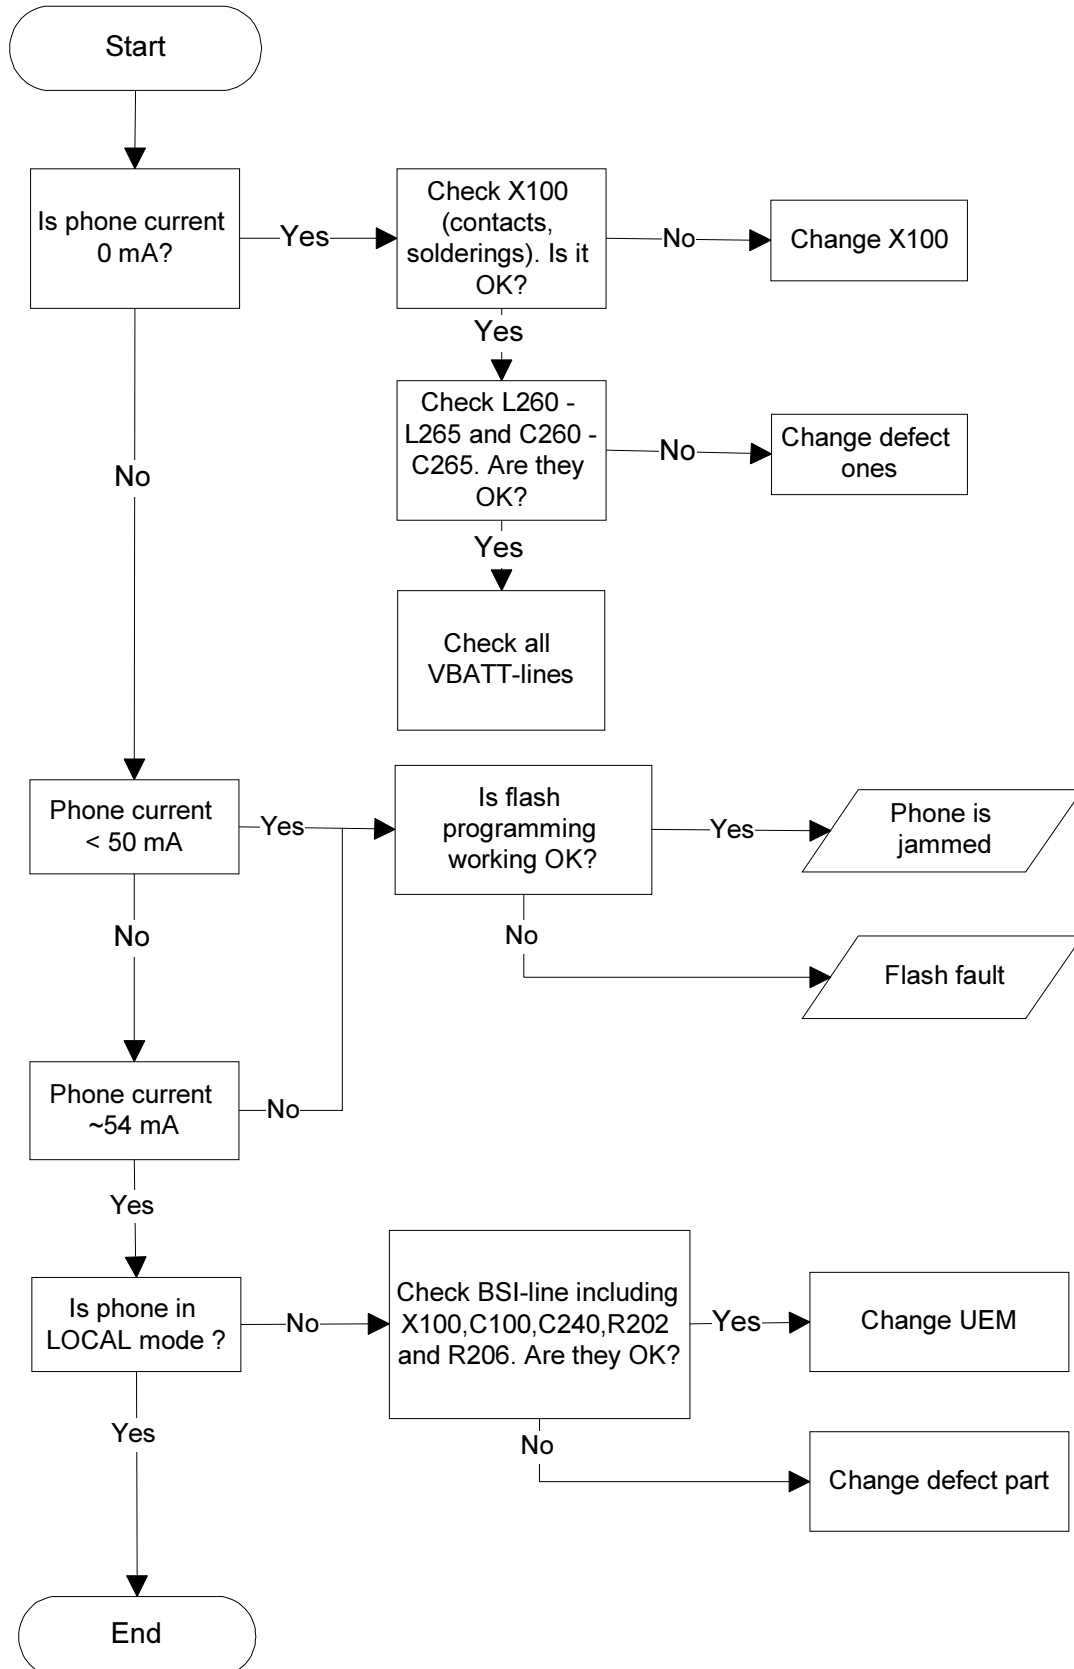 Start
Is phone current
0 mA?
Yes
Check X100
(contacts,
solderings). Is it
OK?
No
Change X100
Yes
Check L260 -
L265 and C260 -
C265. Are they
OK?
No
Change defect
ones
No
Yes
Check all
VBATT-lines
Phone current
< 50 mA
Yes
Is flash
programming
working OK?
Yes
Phone is
jammed
No
No
Flash fault
Phone current
~54 mA
No
Yes
Is phone in
LOCAL mode ?
No
Check BSI-line including
X100,C100,C240,R202
and R206. Are they OK?
Yes
Change UEM
Yes
No
Change defect part
End